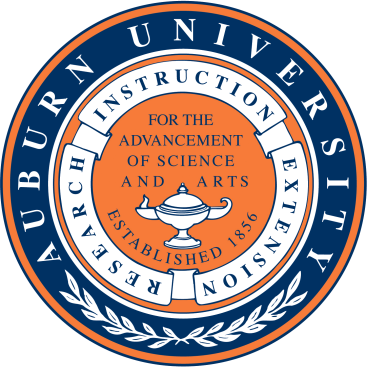 AUBURN UNIVERSITY
RESEARCH
INSTRUCTION
EXTENSION
FOR THE
ADVANCEMENT
OF SCIENCE
AND ARTS
ESTABLISHED 1856